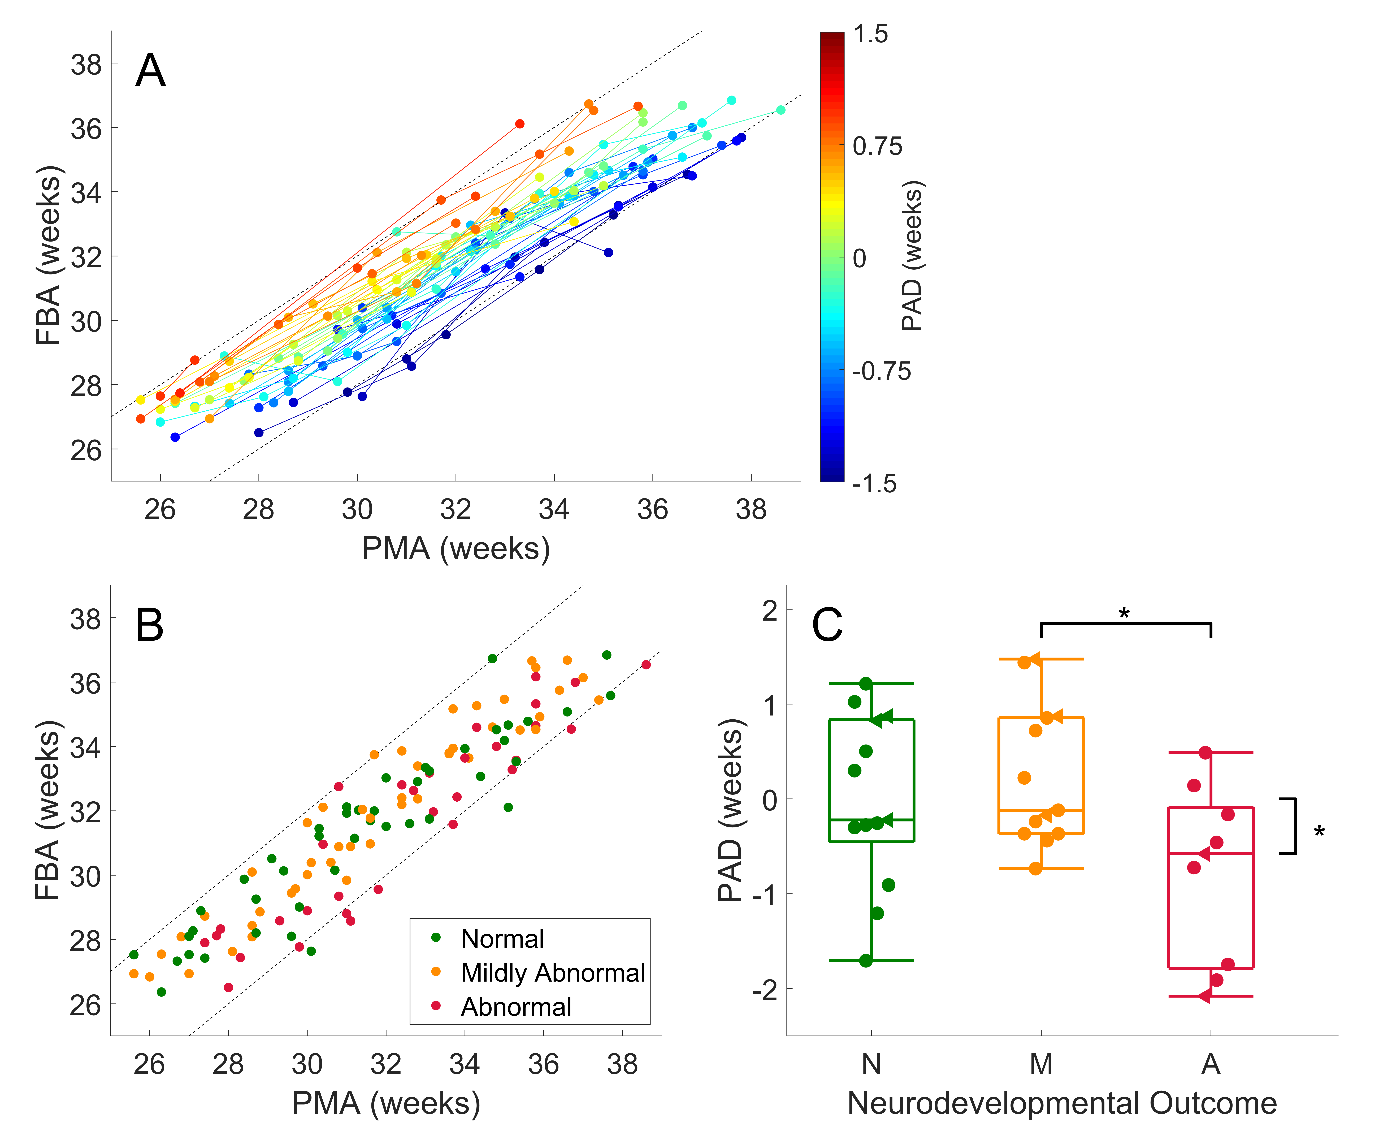 A
38
36
34
32
30
28
26
FBA (weeks)
26
28
30
32
34
36
38
PMA (weeks)
1.5
0.75
0
-0.75
-1.5
PAD (weeks)
B
38
36
34
32
30
28
26
FBA (weeks)
26
28
30
32
34
36
38
PMA (weeks)
Normal
Mildly Abnormal
Abnormal
C
2
1
0
-1
-2
PAD (weeks)
*
*
N
M
A
Neurodevelopmental Outcome